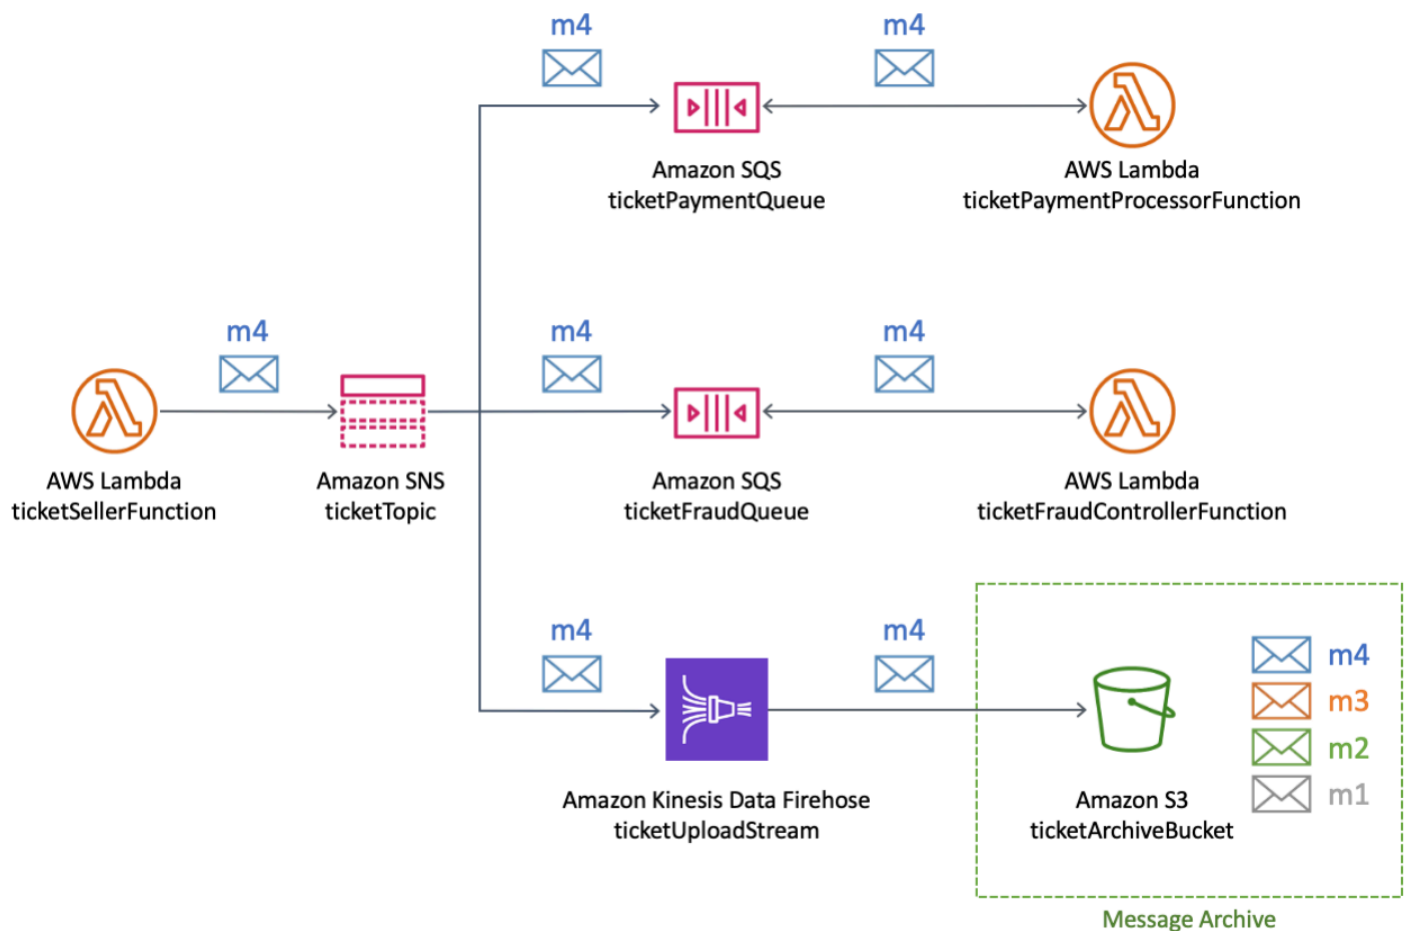 m4
m4
Amazon SQS
ticketPaymentQueue
AWS Lambda
ticketPaymentProcessorFunction
m4
m4
m4
AWS Lambda
ticketSellerFunction
Amazon SNS
ticketTopic
Amazon SQS
ticketFraudQueue
AWS Lambda
ticketFraudControllerFunction
m4
m4
Amazon Kinesis Data Firehose
ticketUploadStream
m4
m3
m2
m1
Amazon S3
ticketArchiveBucket
Message Archive